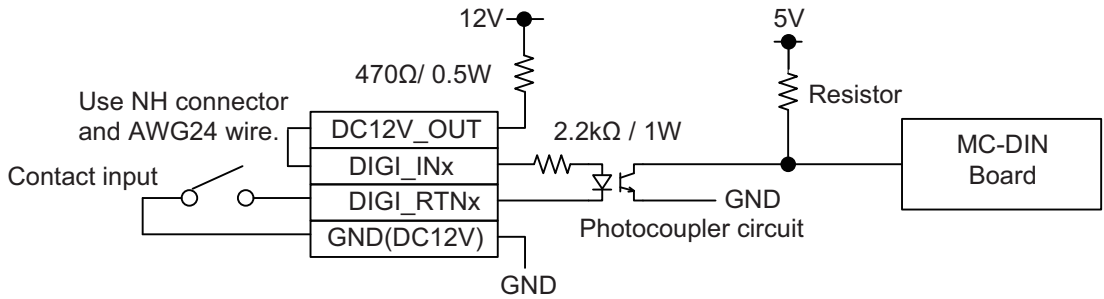 12V
5V
470Ω/ 0.5W
Use NH connector
and AWG24 wire.
Resistor
DC12V_OUT
2.2kΩ / 1W
DIGI_INx
MC-DIN
Board
Contact input
DIGI_RTNx
GND
Photocoupler circuit
GND(DC12V)
GND